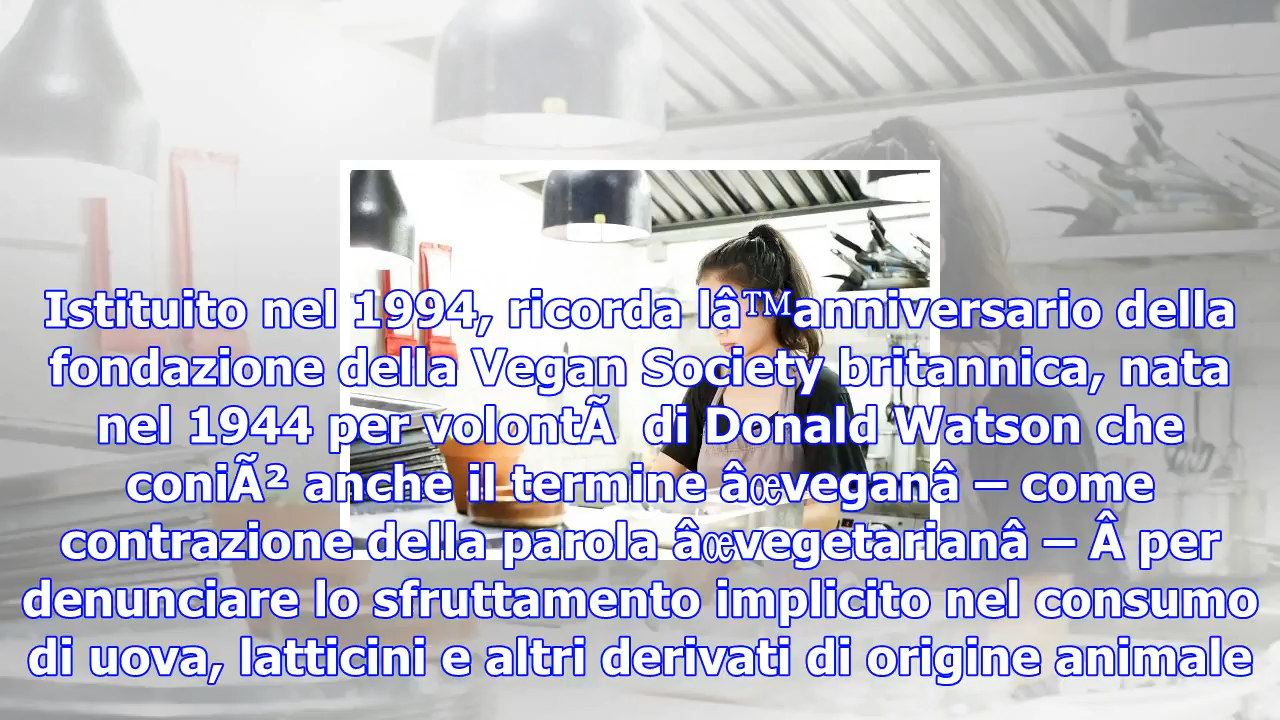 Istituito nel 1994, ricorda lâ™anniversario della
fondazione della Vegan Society britannica, nata
nel 1944 per volontÃ  di Donald Watson che
coniÃ² anche il termine âœveganâ – come
contrazione della parola âœvegetarianâ – Â per
denunciare lo sfruttamento implicito nel consumo
di uova, latticini e altri derivati di origine animale